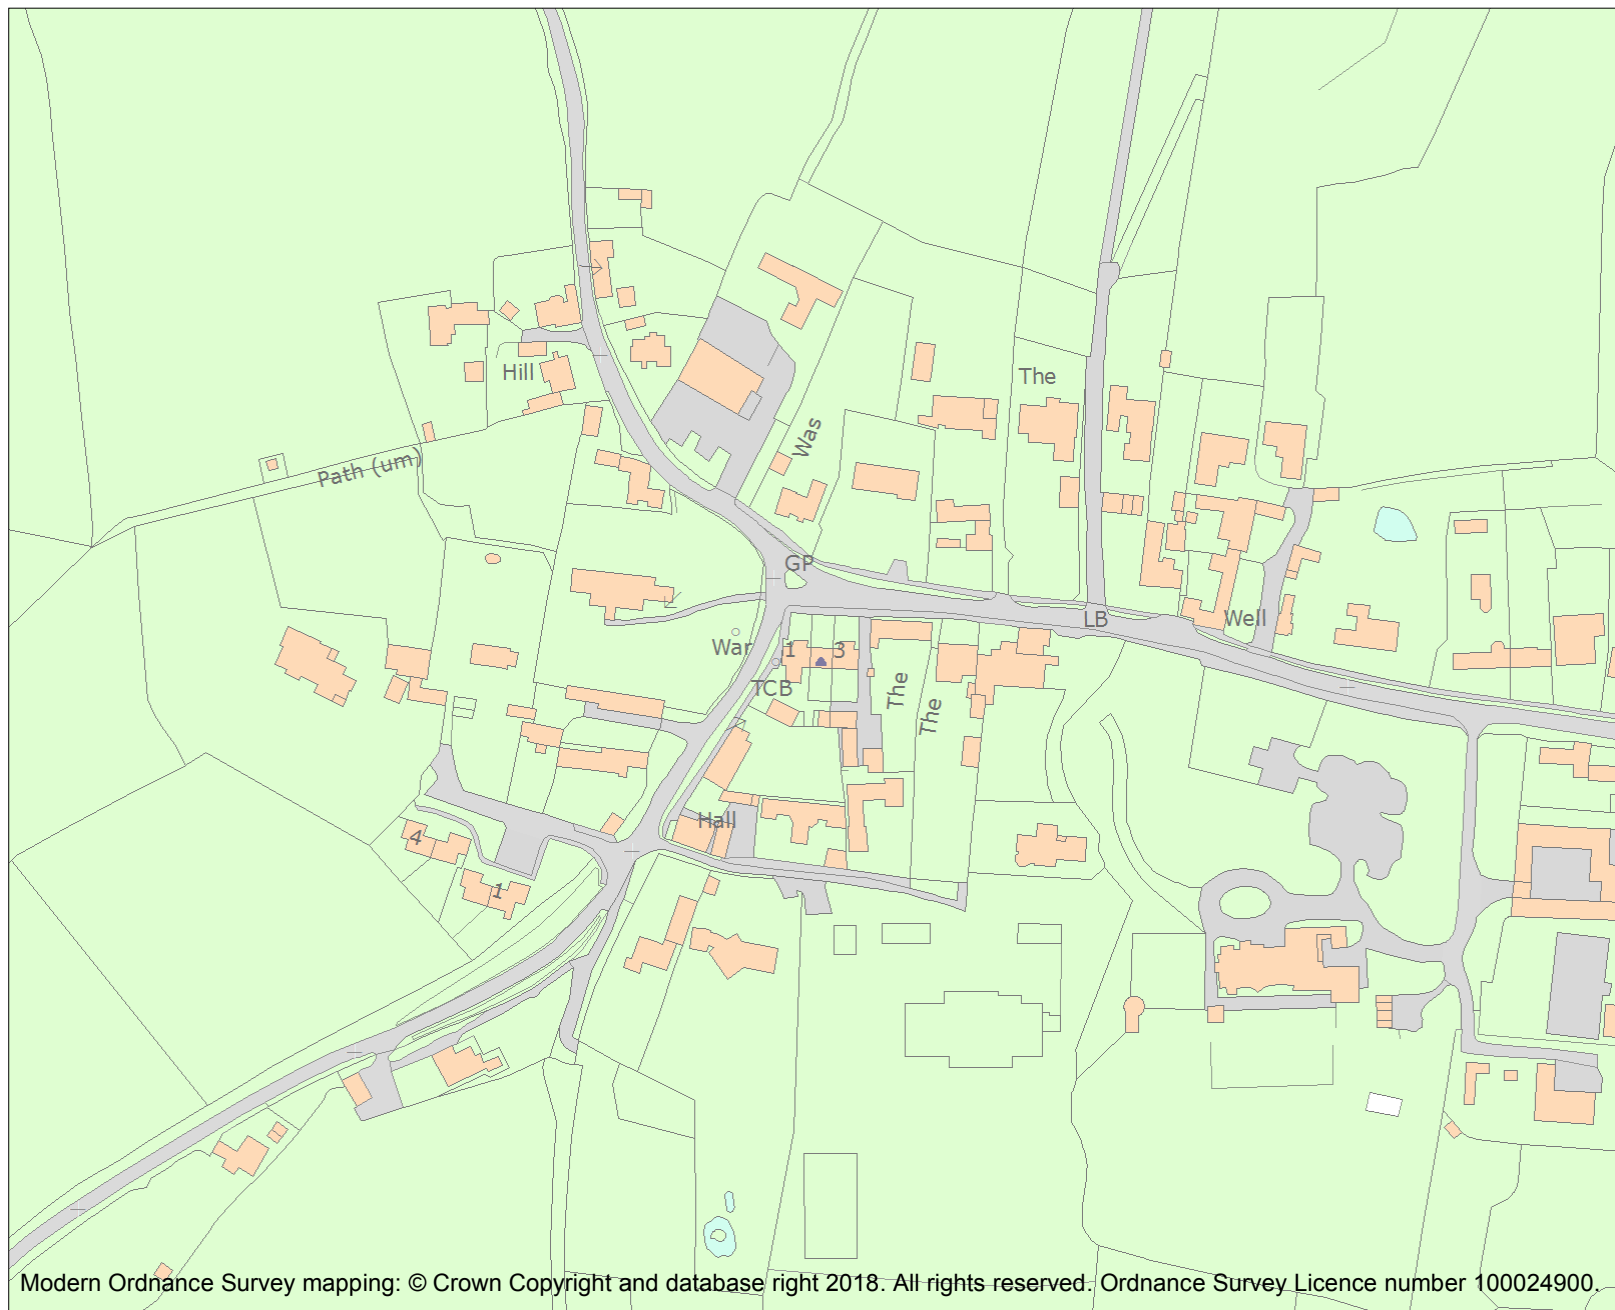 Hill
The
Was
Path (um)
GP
LB
Well
War
1
3
TCB
The
The
Hall
4
1
Modern Ordnance Survey mapping: © Crown Copyright and database right 2018. All rights reserved. Ordnance Survey Licence number 100024900.